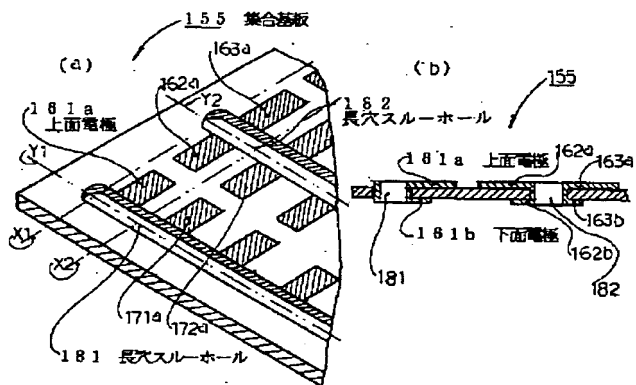 155 集合基板
(a)
163a
(b)
162a
155
161a
上面電極
Y2
182
長穴スルーホール
Y1
161a 上面電極 162a 163a
X1
X2
161b 下面電極
163b
162b
181
182
171a
172a
181 長穴スルーホール